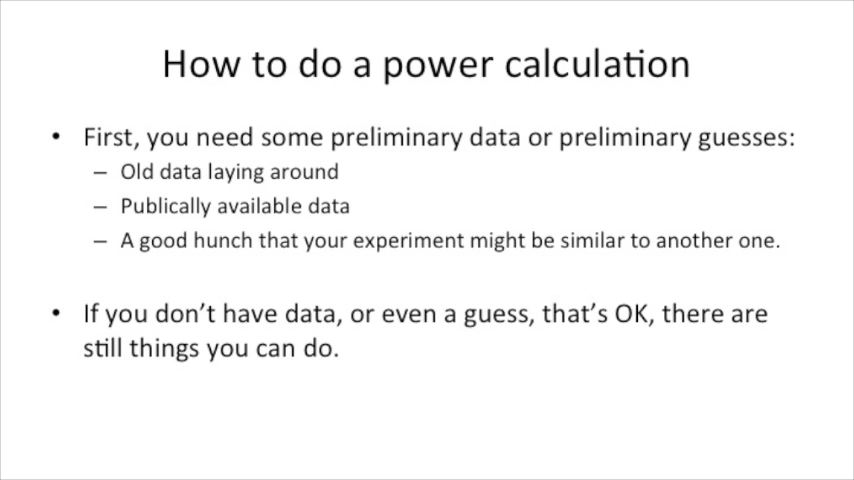 How to do a power calculation
• First, you need some preliminary data or preliminary guesses:
– Old data laying around
– Publically available data
– A good hunch that your experiment might be similar to another one.
• If you don’t have data, or even a guess, that’s OK, there are
still things you can do.